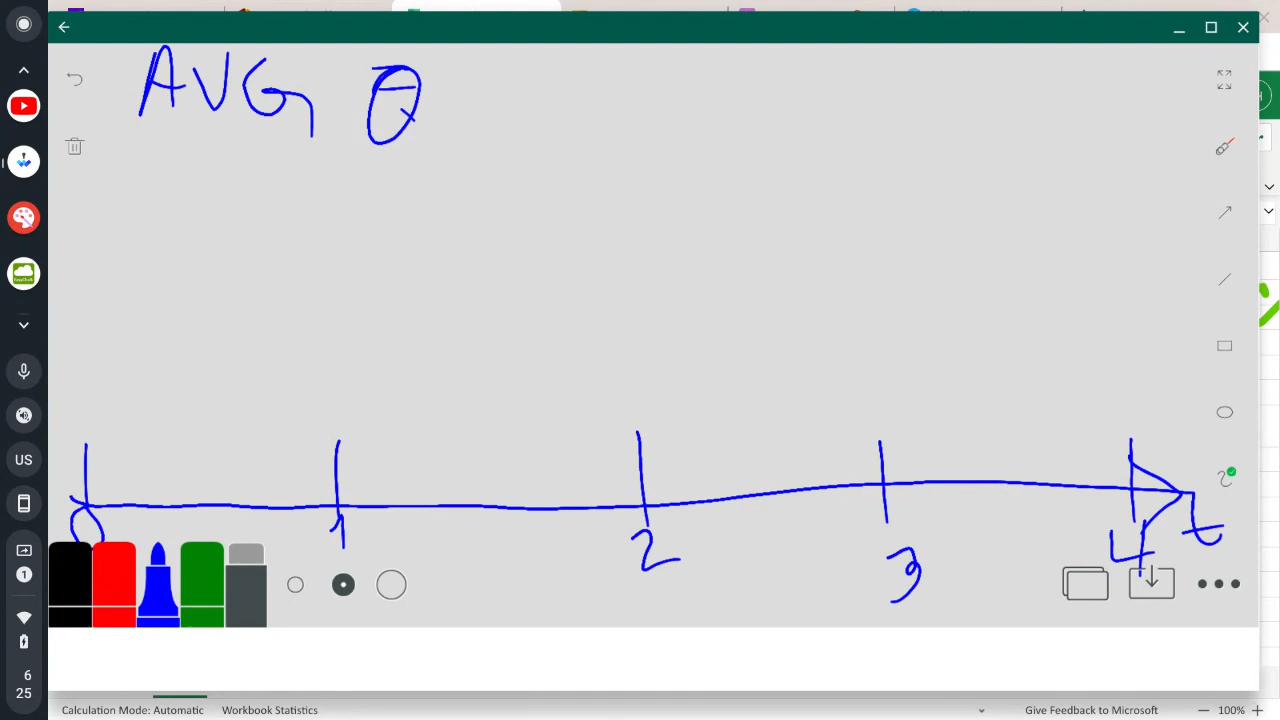 AVG Q
0 1 2 3 4 t
US
1
6
25
Calculation Mode: Automatic Workbook Statistics Give Feedback to Microsoft 100%